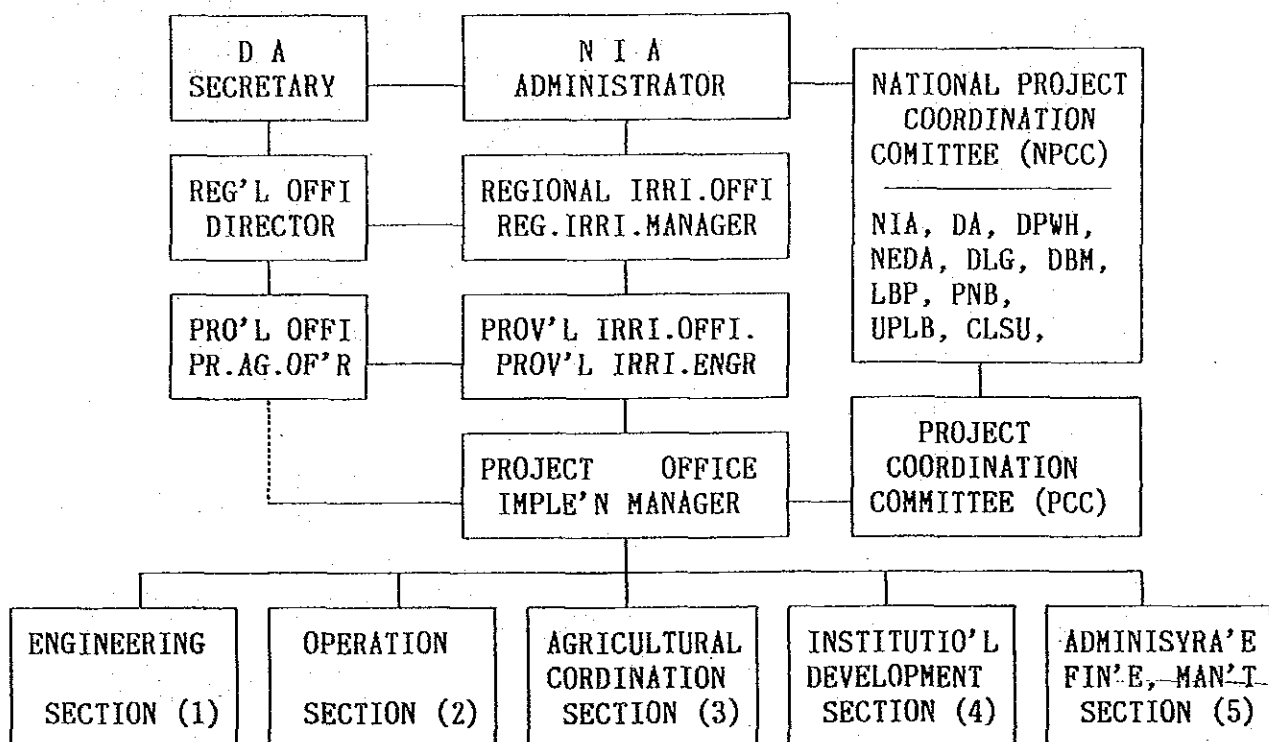 D A
SECRETARY
N I A
ADMINISTRATOR
NATIONAL PROJECT
COORDINATION
COMITTEE (NPCC)
NIA, DA, DPWH,
NEDA, DLG, DBM,
LBP, PNB,
UPLB, CLSU,
REG'L OFFI
DIRECTOR
REGIONAL IRRI.OFFI
REG.IRRI.MANAGER
PRO'L OFFI
PR.AG.OF'R
PROV'L IRRI.OFFI.
PROV'L IRRI.ENGR
PROJECT OFFICE
IMPLE'N MANAGER
PROJECT
COORDINATION
COMMITTEE (PCC)
ENGINEERING
SECTION (1)
OPERATION
SECTION (2)
AGRICULTURAL
CORDINATION
SECTION (3)
INSTITUTIO'L
DEVELOPMENT
SECTION (4)
ADMINISYRA'E
FIN'E, MAN'T
SECTION (5)